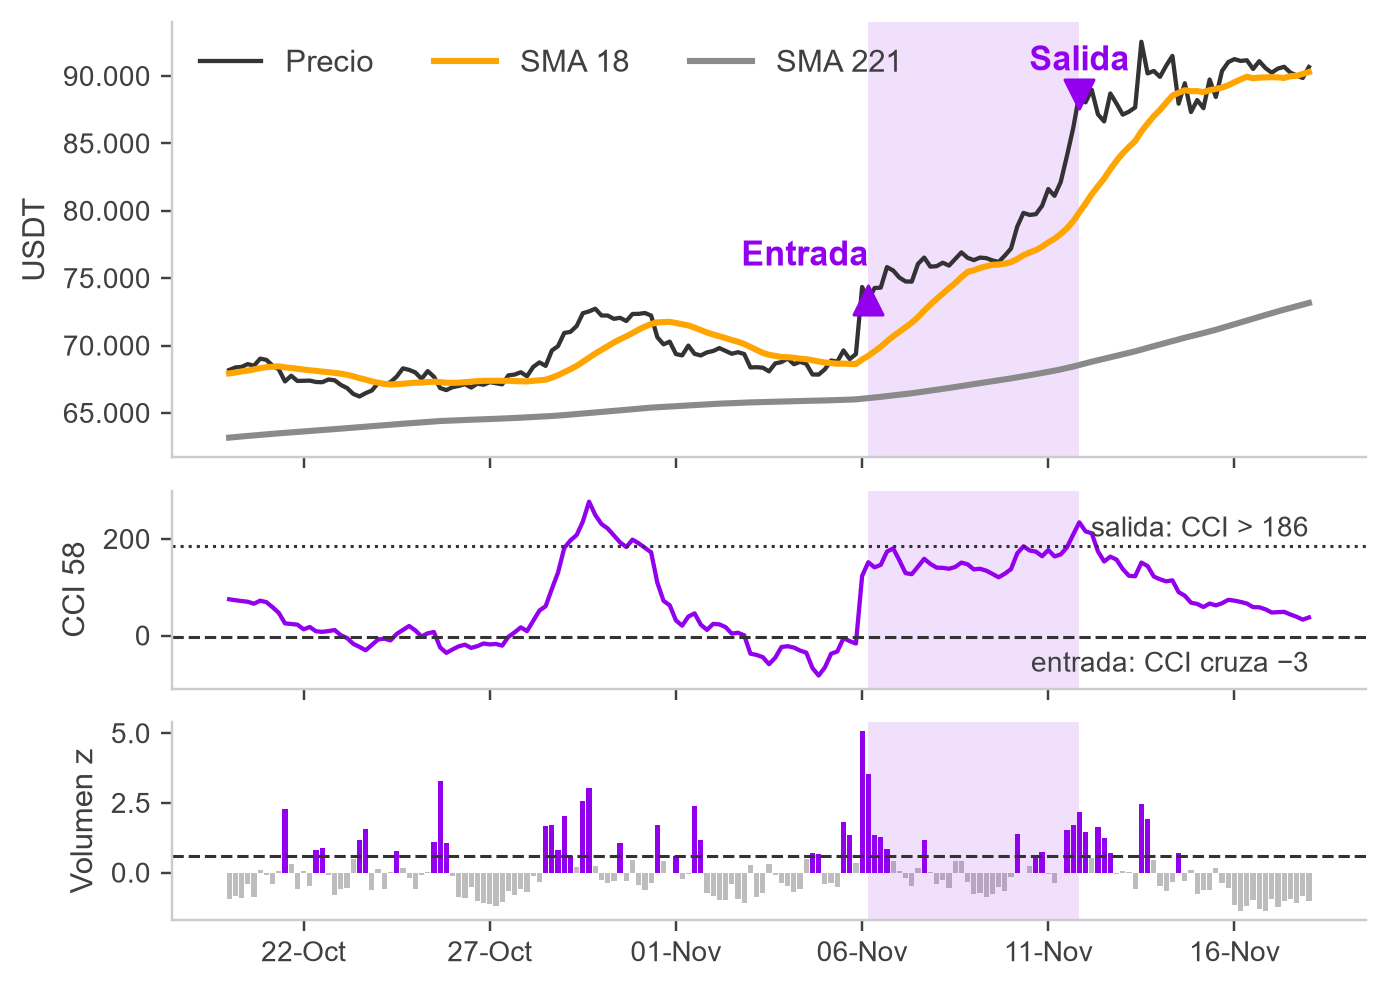 Precio
SMA 18
SMA 221
Salida
Entrada
USDT
90.000
85.000
80.000
75.000
70.000
65.000
CCI 58
200
0
salida: CCI > 186
entrada: CCI cruza −3
Volumen z
5.0
2.5
0.0
22-Oct
27-Oct
01-Nov
06-Nov
11-Nov
16-Nov